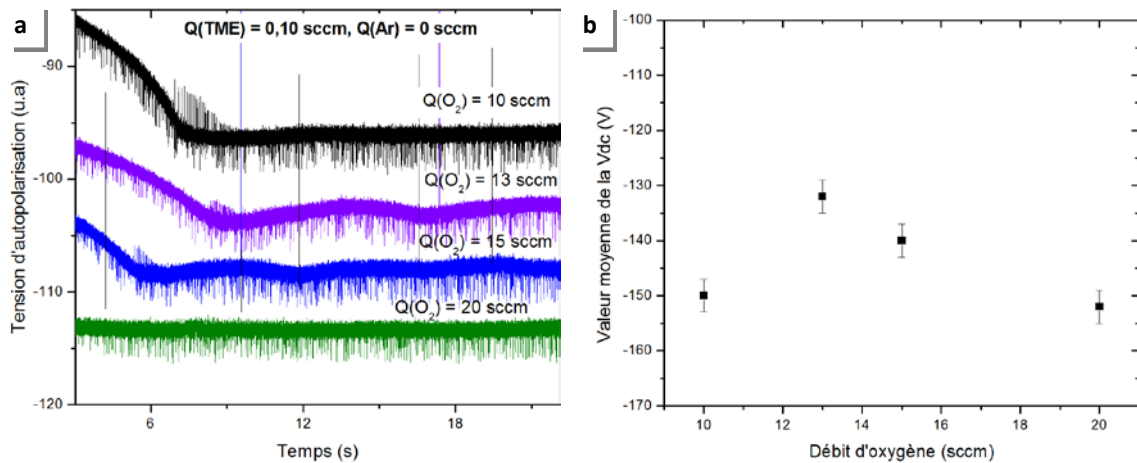 a
Q(TME) = 0,10 sccm, Q(Ar) = 0 sccm
Q(O₂) = 10 sccm
Q(O₂) = 13 sccm
Q(O₂) = 15 sccm
Q(O₂) = 20 sccm
Tension d'autopolarisation (u.a)
-90
-100
-110
-120
6
9
12
15
18
Temps (s)
b
Valeur moyenne de la Vdc (V)
-100
-110
-120
-130
-140
-150
-160
-170
10
12
14
16
18
20
Débit d'oxygène (sccm)